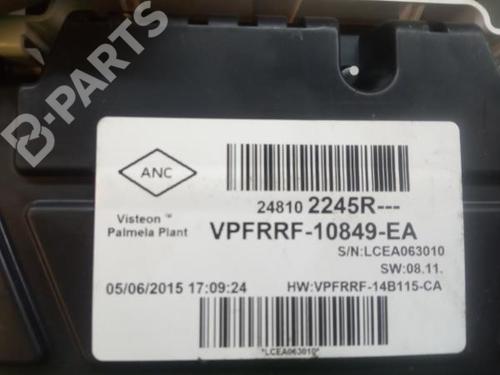 B-PARTS
ANC
24810 2245R---
Visteon™
Palmela Plant
VPFRRF-10849-EA
S/N:LCEA063010
SW:08.11.
05/06/2015 17:09:24
HW:VPFRRF-14B115-CA
*LCEA063010*